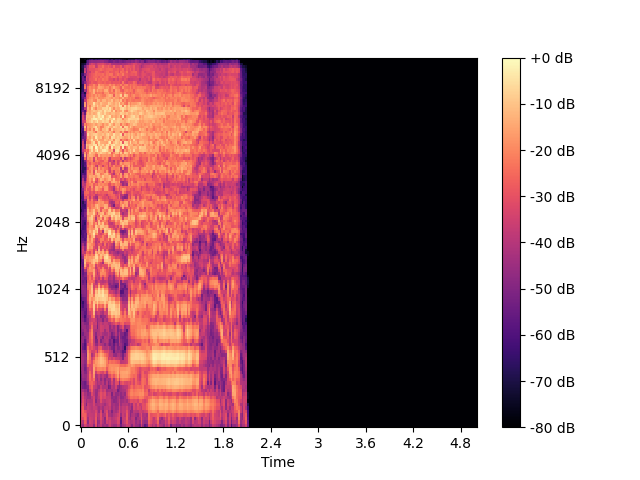 +0 dB
8192
-10 dB
4096
-20 dB
-30 dB
2048
-40 dB
Hz
1024
-50 dB
512
-60 dB
-70 dB
0
-80 dB
0 0.6 1.2 1.8 2.4 3 3.6 4.2 4.8
Time